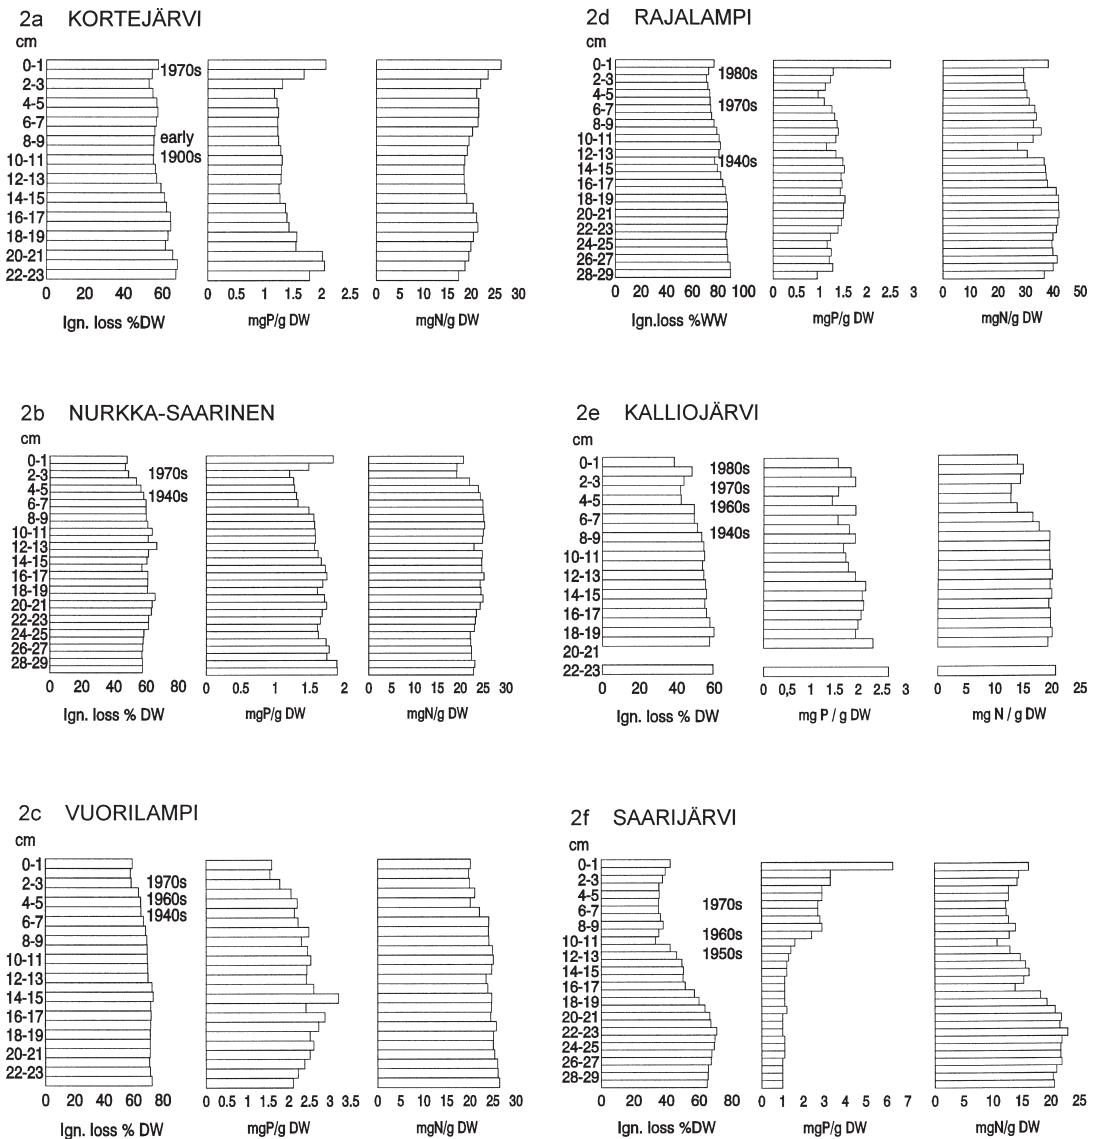 2a KORTEJÄRVI
cm
0-1
2-3
4-5
6-7
8-9
10-11
12-13
14-15
16-17
18-19
20-21
22-23
1970s
early
1900s
0 20 40 60 80
0 0.5 1 1.5 2 2.5
0 5 10 15 20 25 30
Ign. loss %DW
mgP/g DW
mgN/g DW
2b NURKKA-SAARINEN
cm
0-1
2-3
4-5
6-7
8-9
10-11
12-13
14-15
16-17
18-19
20-21
22-23
24-25
26-27
28-29
1970s
1940s
0 20 40 60 80
0 0.5 1 1.5 2
0 5 10 15 20 25 30
Ign. loss % DW
mgP/g DW
mgN/g DW
2c VUORILAMPI
cm
0-1
2-3
4-5
6-7
8-9
10-11
12-13
14-15
16-17
18-19
20-21
22-23
1970s
1960s
1940s
0 20 40 60 80
0 0.5 1 1.5 2 2.5 3 3.5
0 5 10 15 20 25 30
Ign. loss % DW
mgP/g DW
mgN/g DW
2d RAJALAMPI
cm
0-1
2-3
4-5
6-7
8-9
10-11
12-13
14-15
16-17
18-19
20-21
22-23
24-25
26-27
28-29
1980s
1970s
1940s
0 20 40 60 80 100
0 0.5 1 1.5 2 2.5 3
0 10 20 30 40 50
Ign.loss %WW
mgP/g DW
mgN/g DW
2e KALLIOJÄRVI
cm
0-1
2-3
4-5
6-7
8-9
10-11
12-13
14-15
16-17
18-19
20-21
22-23
1980s
1970s
1960s
1940s
0 20 40 60
0 0,5 1 1.5 2 2.5 3
0 5 10 15 20 25
Ign. loss % DW
mg P / g DW
mg N / g DW
2f SAARIJÄRVI
cm
0-1
2-3
4-5
6-7
8-9
10-11
12-13
14-15
16-17
18-19
20-21
22-23
24-25
26-27
28-29
1970s
1960s
1950s
0 20 40 60 80
0 1 2 3 4 5 6 7
0 5 10 15 20 25
Ign. loss % DW
mgP/g DW
mgN/g DW